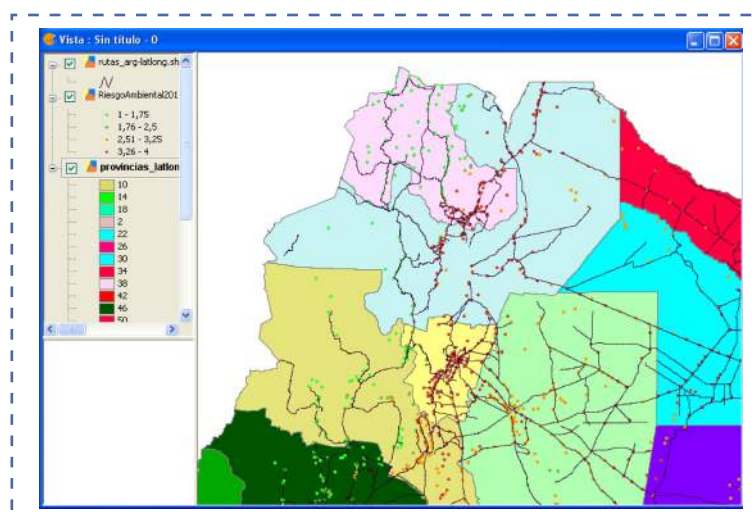 Vista : Sin título - 0
rutas_arg-latlong.sh
RiesgoAmbiental201
1 - 1,75
1,76 - 2,5
2,51 - 3,25
3,26 - 4
provincias_latlon
10
14
18
2
22
26
30
34
38
42
46
50